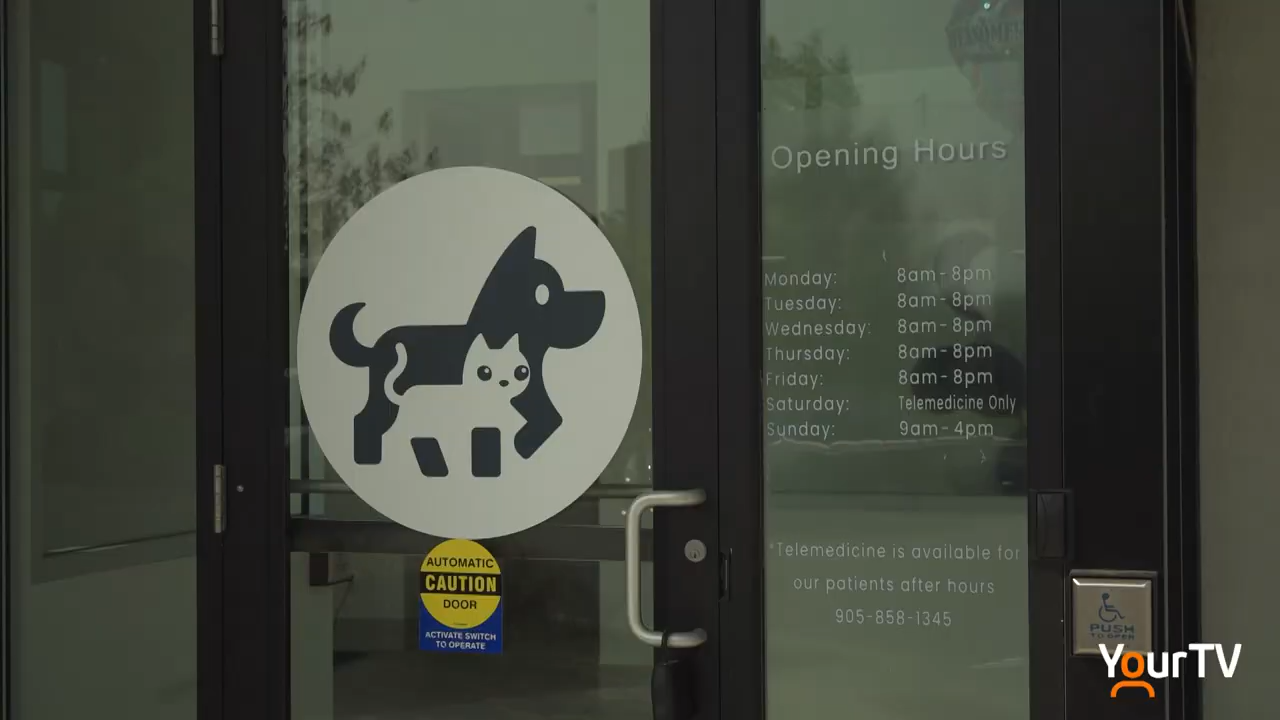 Opening Hours
Monday: 8am - 8pm
Tuesday: 8am - 8pm
Wednesday: 8am - 8pm
Thursday: 8am - 8pm
Friday: 8am - 8pm
Saturday: Telemedicine Only
Sunday: 9am - 4pm
*Telemedicine is available for
our patients after hours
905-858-1345
AUTOMATIC
CAUTION
DOOR
ACTIVATE SWITCH
TO OPERATE
PUSH
TO OPEN
YourTV